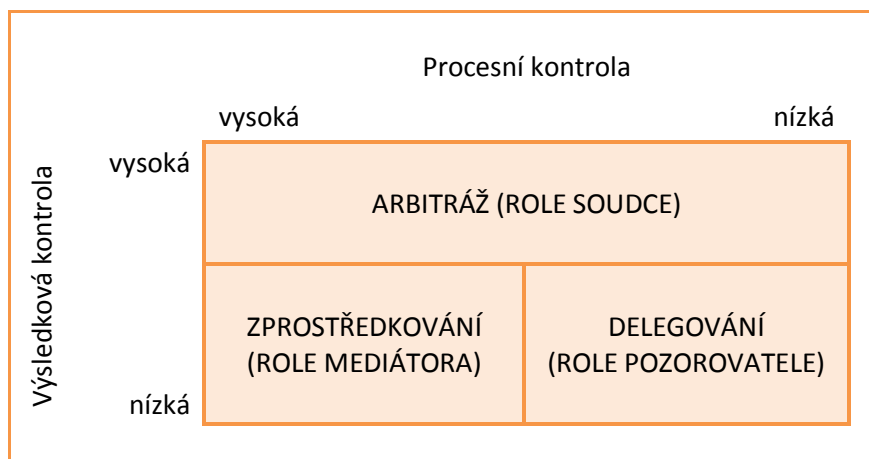 Procesní kontrola
vysoká
nízká
vysoká
Výsledková kontrola
nízká
ARBITRÁŽ (ROLE SOUDCE)
ZPROSTŘEDKOVÁNÍ
(ROLE MEDIÁTORA)
DELEGOVÁNÍ
(ROLE POZOROVATELE)